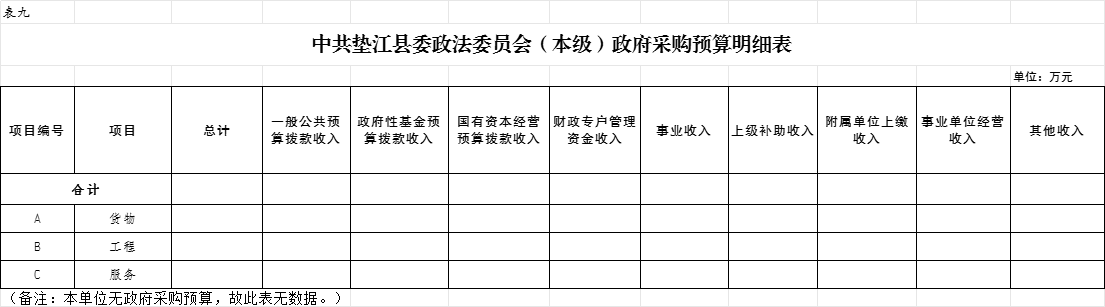 表九
中共垫江县委政法委员会（本级）政府采购预算明细表
单位：万元
项目编号 项目 总计 一般公共预算拨款收入 政府性基金预算拨款收入 国有资本经营预算拨款收入 财政专户管理资金收入 事业收入 上级补助收入 附属单位上缴收入 事业单位经营收入 其他收入
合计
A 货物
B 工程
C 服务
（备注：本单位无政府采购预算，故此表无数据。）